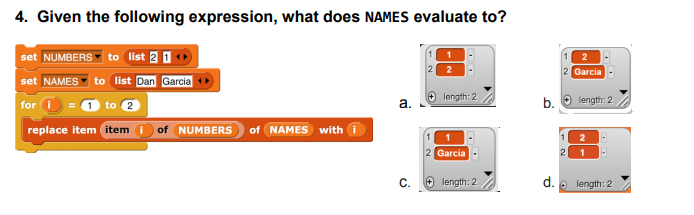 4. Given the following expression, what does NAMES evaluate to?
set NUMBERS to list 2 1
set NAMES to list Dan Garcia
for i = 1 to 2
replace item item i of NUMBERS of NAMES with i
a.
1 1 -
2 2 -
+ length: 2
b.
1 2 -
2 Garcia -
+ length: 2
c.
1 1 -
2 Garcia -
+ length: 2
d.
1 2 -
2 1 -
+ length: 2